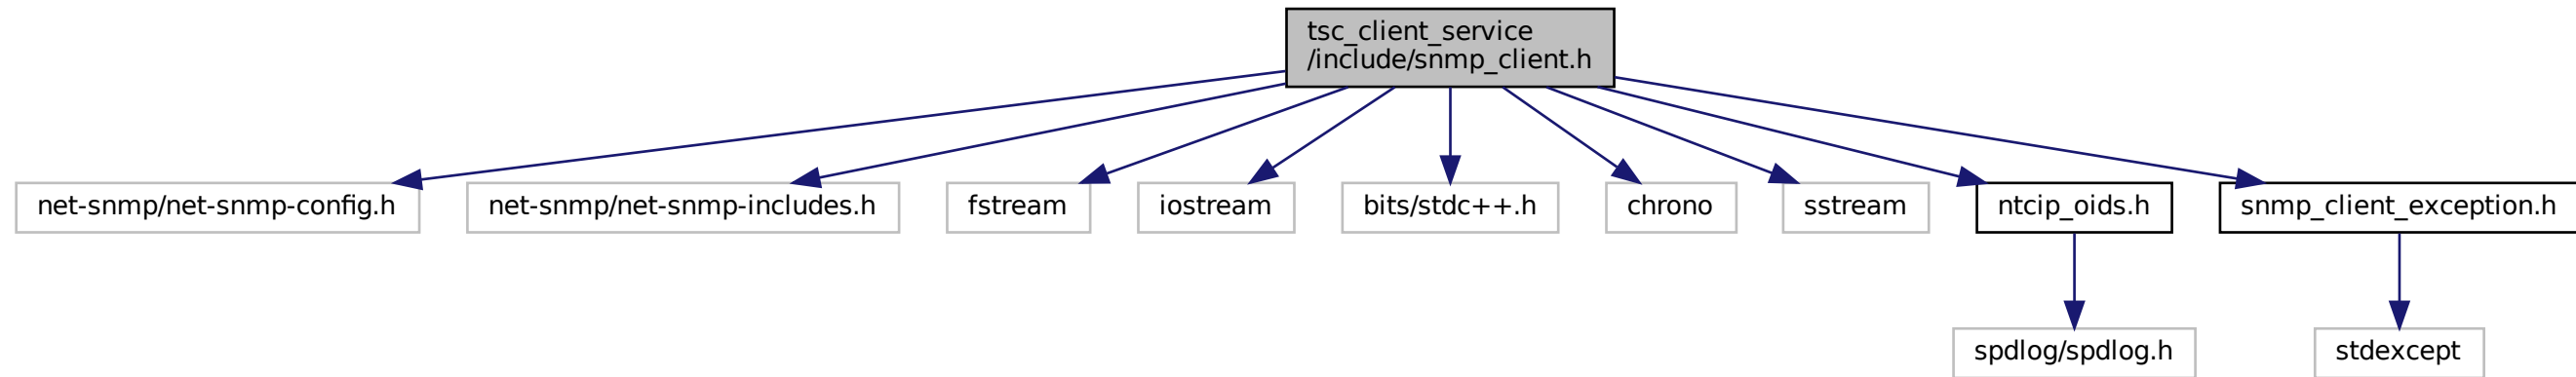 tsc_client_service
/include/snmp_client.h
net-snmp/net-snmp-config.h
net-snmp/net-snmp-includes.h
fstream
iostream
bits/stdc++.h
chrono
sstream
ntcip_oids.h
snmp_client_exception.h
spdlog/spdlog.h
stdexcept